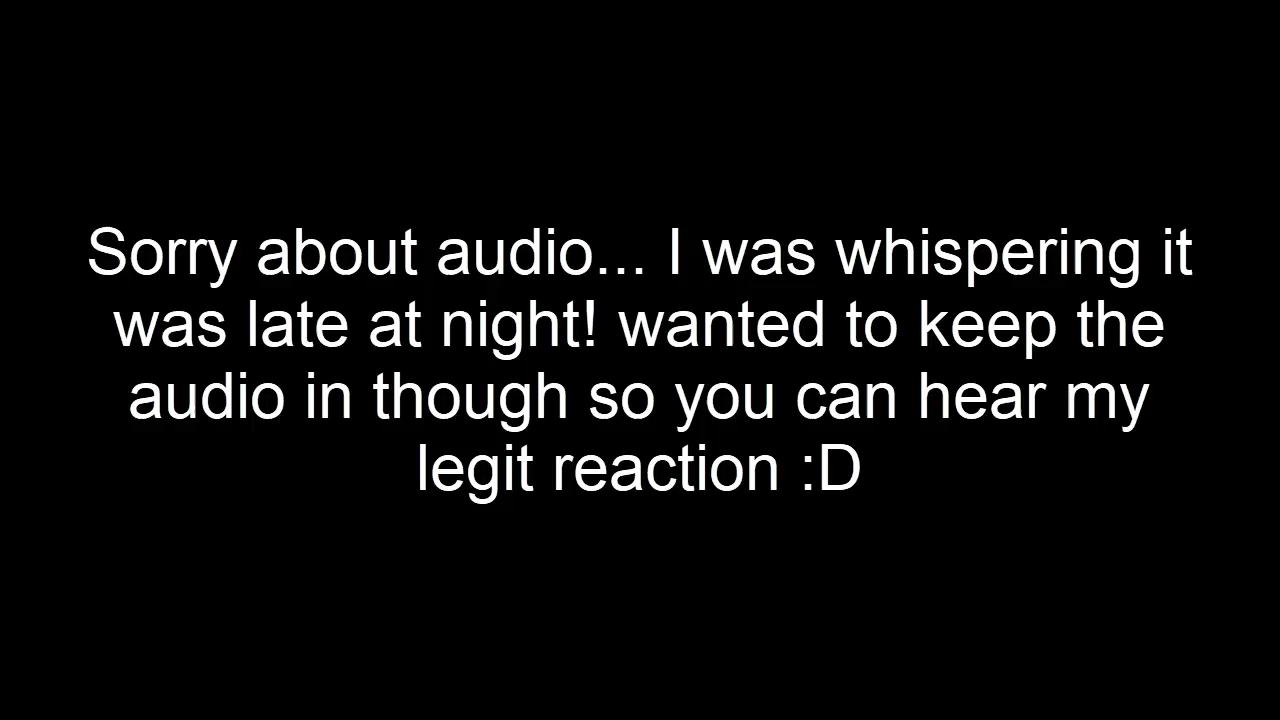 Sorry about audio... I was whispering it
was late at night! wanted to keep the
audio in though so you can hear my
legit reaction :D